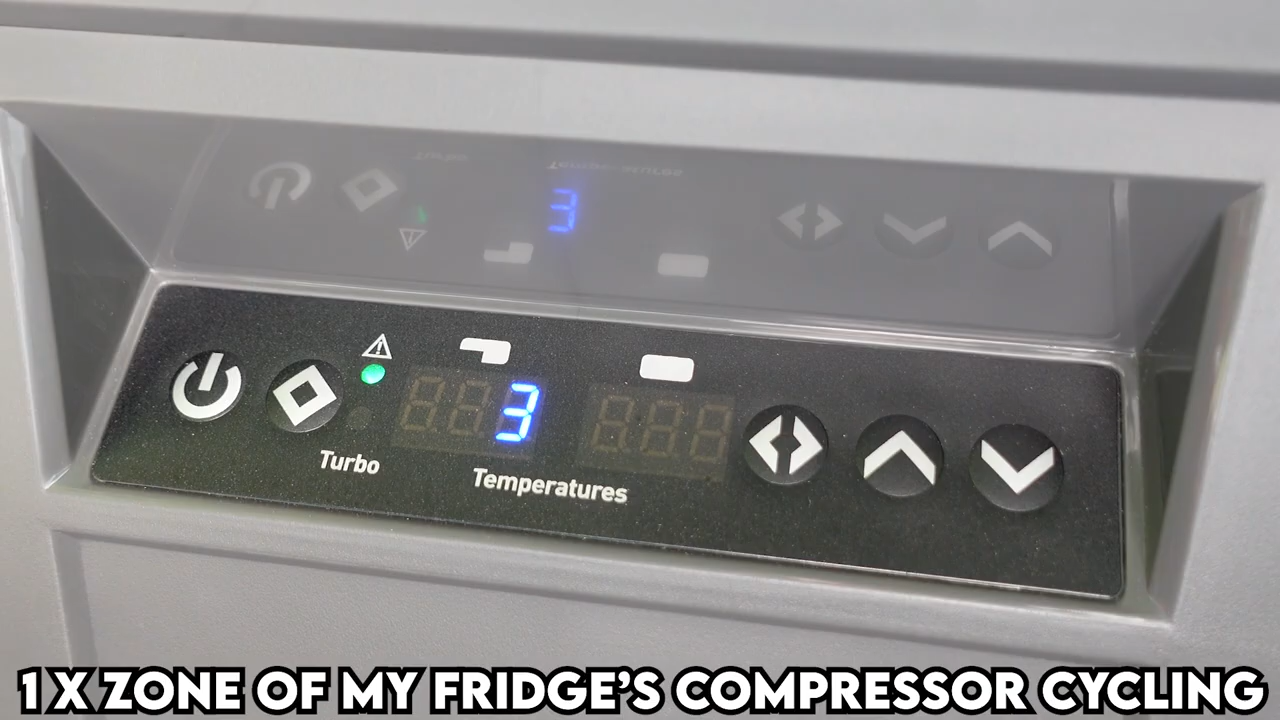 3
Turbo
Temperatures
1 X ZONE OF MY FRIDGE'S COMPRESSOR CYCLING